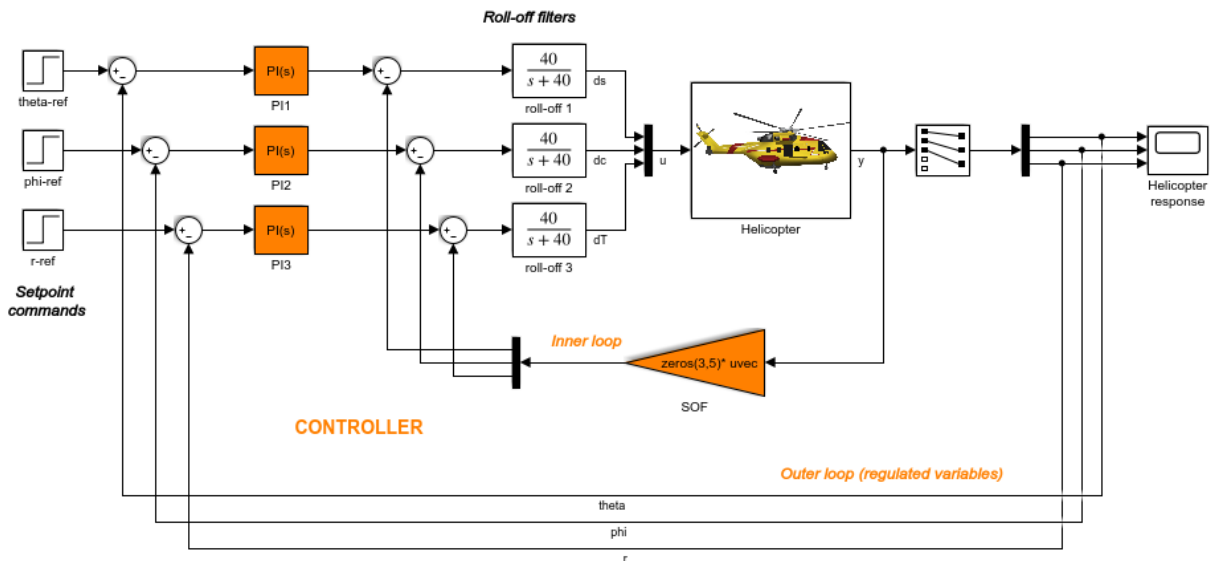 Roll-off filters
theta-ref
+
−
PI(s)
PI1
+
−
40
s + 40
roll-off 1
ds
phi-ref
+
−
PI(s)
PI2
+
−
40
s + 40
roll-off 2
dc
u
Helicopter
y
Helicopter
response
r-ref
+
−
PI(s)
PI3
+
−
40
s + 40
roll-off 3
dT
Setpoint
commands
Inner loop
zeros(3,5)* uvec
SOF
CONTROLLER
Outer loop (regulated variables)
theta
phi
r